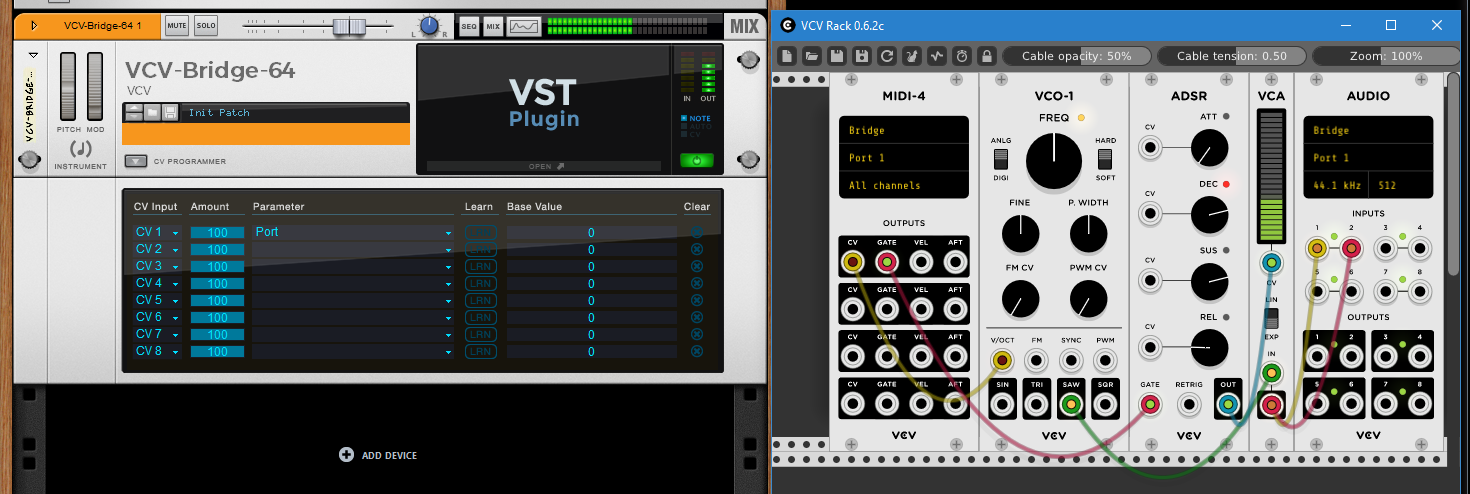 VCV-Bridge-64 1
MUTE
SOLO
L
R
SEQ
MIX
MIX
VCV-BRIDGE-...
PITCH MOD
INSTRUMENT
VCV-Bridge-64
VCV
Init Patch
CV PROGRAMMER
VST
Plugin
OPEN
IN OUT
NOTE
AUTO
CV
CV Input Amount Parameter Learn Base Value Clear
CV 1 100 Port 0
CV 2 100 LRN 0
CV 3 100 LRN 0
CV 4 100 LRN 0
CV 5 100 LRN 0
CV 6 100 LRN 0
CV 7 100 LRN 0
CV 8 100 LRN 0
ADD DEVICE
VCV Rack 0.6.2c
Cable opacity: 50% Cable tension: 0.50 Zoom: 100%
MIDI-4
Bridge
Port 1
All channels
OUTPUTS
CV GATE VEL AFT
CV GATE VEL AFT
CV GATE VEL AFT
CV GATE VEL AFT
VCV
VCO-1
FREQ
ANLG
DIGI
HARD
SOFT
FINE P. WIDTH
FM CV PWM CV
V/OCT FM SYNC PWM
SIN TRI SAW SQR
VCV
ADSR
CV ATT
CV DEC
CV SUS
CV REL
GATE RETRIG OUT
VCV
VCA
CV
LIN
EXP
IN
AUDIO
Bridge
Port 1
44.1 kHz 512
INPUTS
1 2 3 4
5 6 7 8
OUTPUTS
1 2 3 4
5 6 7 8
VCV